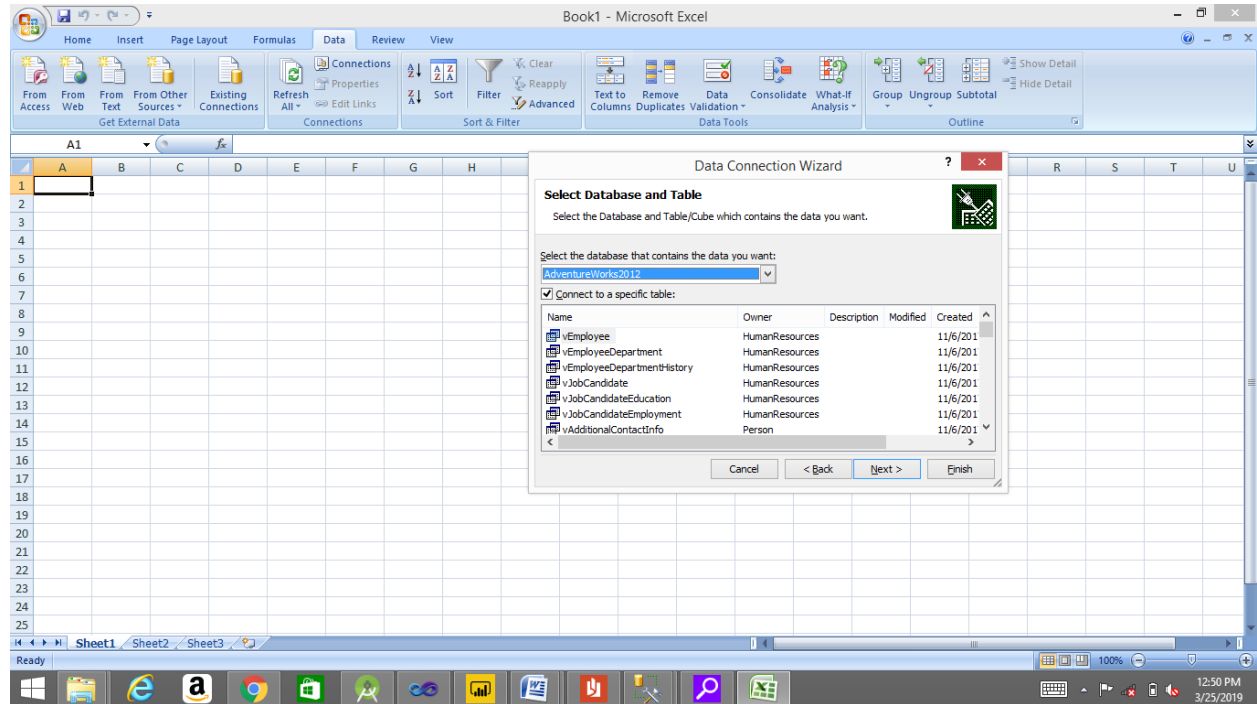 Book1 - Microsoft Excel
Home Insert Page Layout Formulas Data Review View
From Access
From Web
From Text
From Other Sources
Existing Connections
Get External Data
Refresh All
Connections
Properties
Edit Links
Connections
Sort
Filter
Clear
Reapply
Advanced
Sort & Filter
Text to Columns
Remove Duplicates
Data Validation
Consolidate
What-If Analysis
Data Tools
Group
Ungroup
Subtotal
Show Detail
Hide Detail
Outline
A1 fx
A B C D E F G H R S T U
1
2
3
4
5
6
7
8
9
10
11
12
13
14
15
16
17
18
19
20
21
22
23
24
25
Data Connection Wizard ? ×
Select Database and Table
Select the Database and Table/Cube which contains the data you want.
Select the database that contains the data you want:
AdventureWorks2012
Connect to a specific table:
Name Owner Description Modified Created
vEmployee HumanResources 11/6/201
vEmployeeDepartment HumanResources 11/6/201
vEmployeeDepartmentHistory HumanResources 11/6/201
vJobCandidate HumanResources 11/6/201
vJobCandidateEducation HumanResources 11/6/201
vJobCandidateEmployment HumanResources 11/6/201
vAdditionalContactInfo Person 11/6/201
Cancel < Back Next > Finish
Sheet1 Sheet2 Sheet3
Ready 100%
12:50 PM
3/25/2019